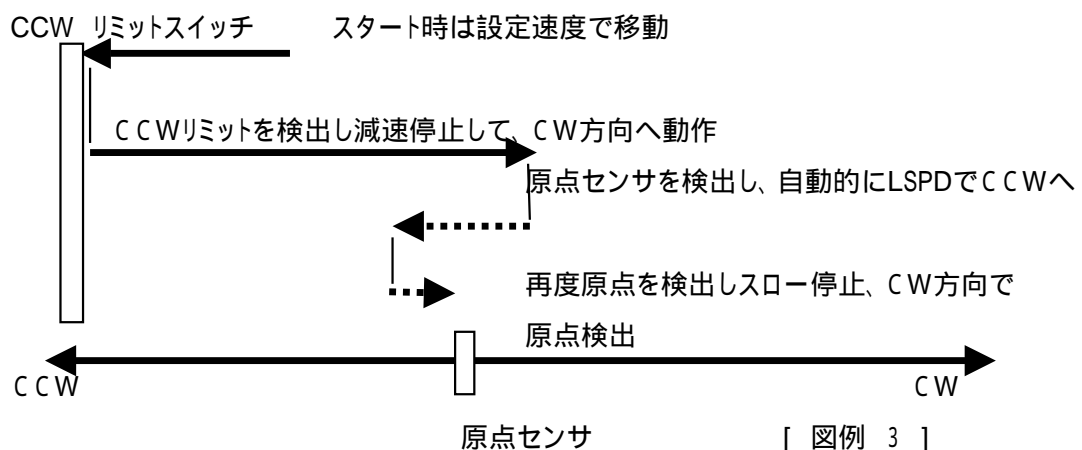 CCW リミットスイッチ スタート時は設定速度で移動
ＣＣＷリミットを検出し減速停止して、ＣＷ方向へ動作
原点センサを検出し、自動的にLSPDでＣＣＷへ
再度原点を検出しスロー停止、ＣＷ方向で
原点検出
ＣＣＷ ＣＷ
原点センサ [ 図例 3 ]